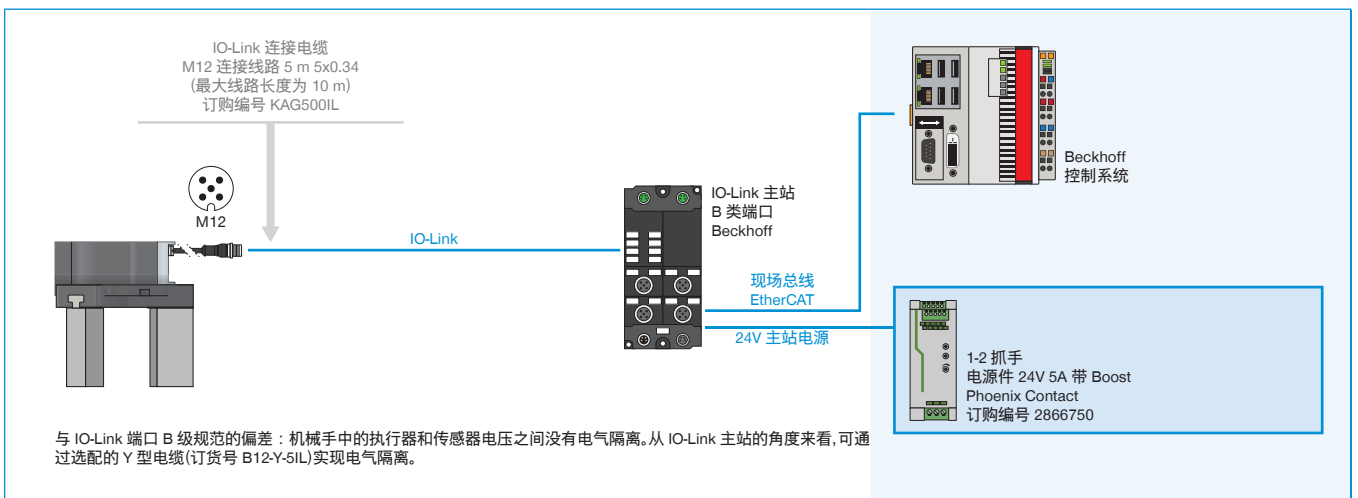 IO-Link 连接电缆
M12 连接线路 5 m 5x0.34
(最大线路长度为 10 m)
订购编号 KAG500IL
M12
IO-Link
IO-Link 主站
B 类端口
Beckhoff
现场总线
EtherCAT
24V 主站电源
Beckhoff
控制系统
1-2 抓手
电源件 24V 5A 带 Boost
Phoenix Contact
订购编号 2866750
与 IO-Link 端口 B 级规范的偏差：机械手中的执行器和传感器电压之间没有电气隔离。从 IO-Link 主站的角度来看,可通
过选配的 Y 型电缆(订货号 B12-Y-5IL)实现电气隔离。